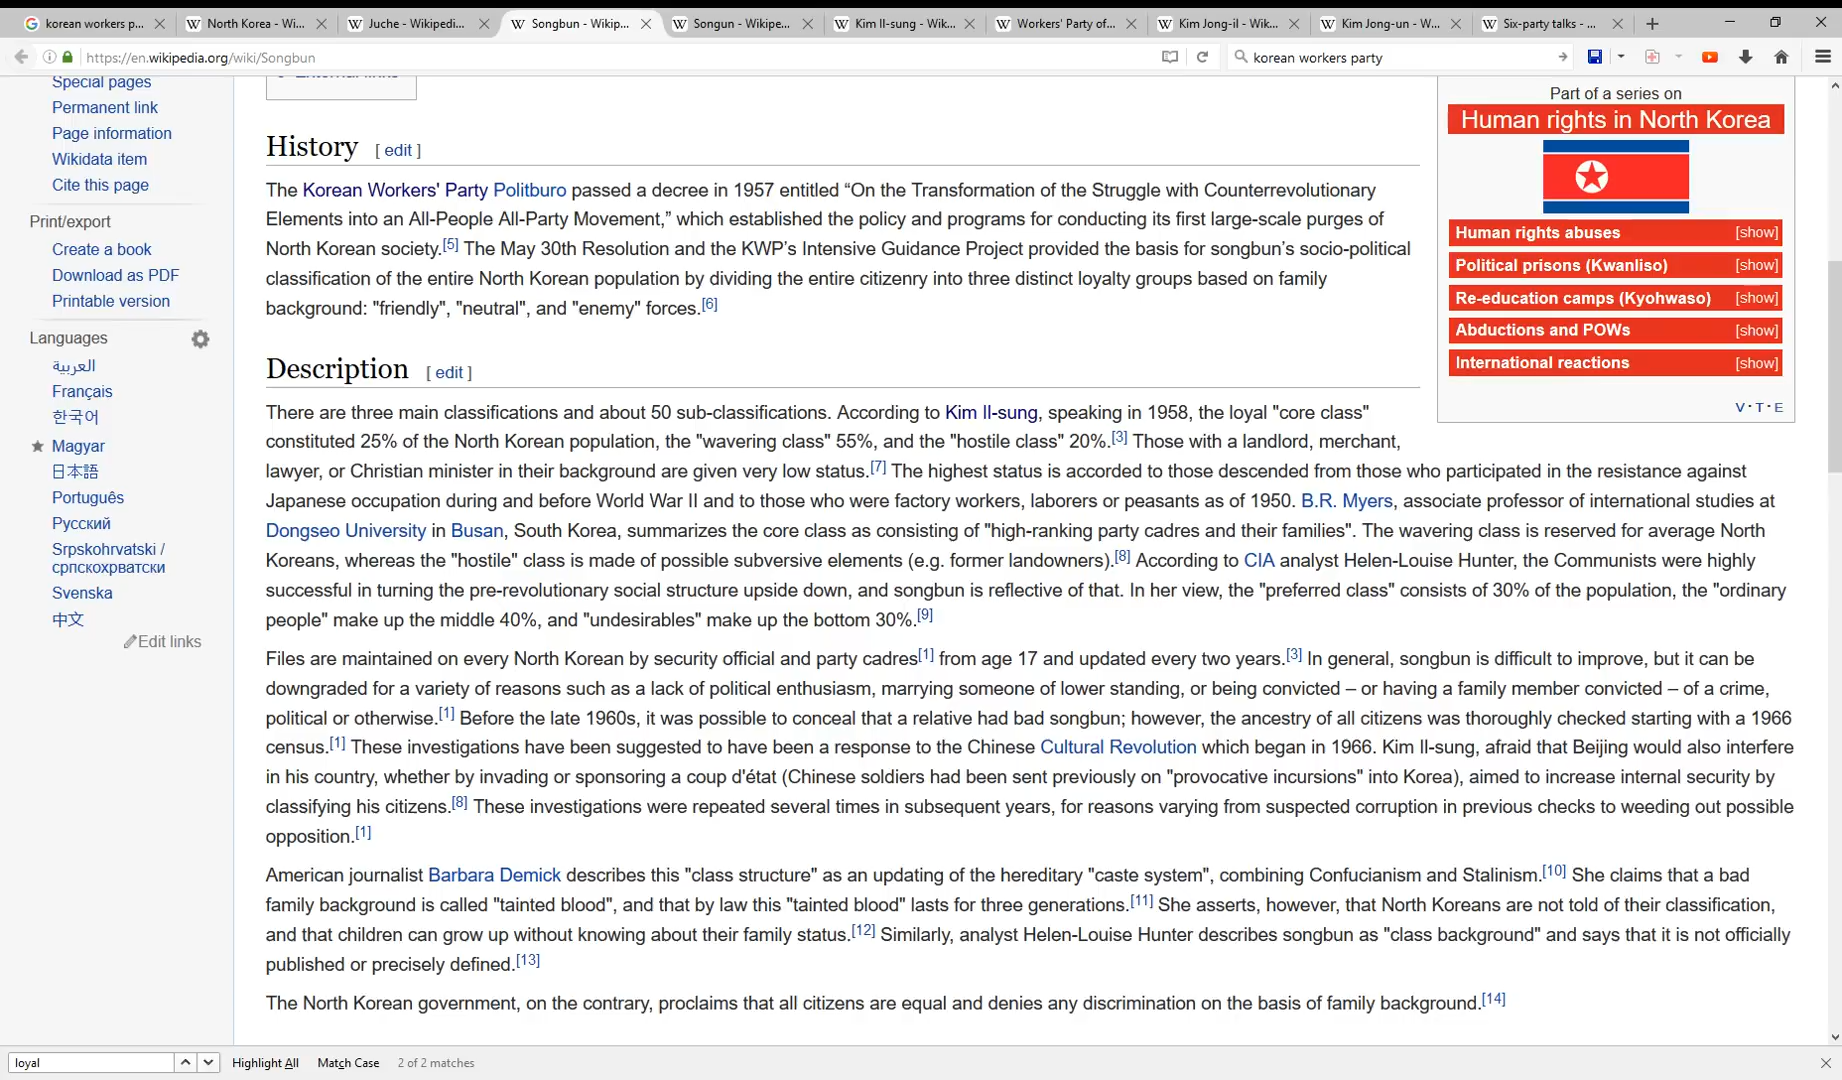 korean workers p...
North Korea - Wi...
Juche - Wikipedi...
Songbun - Wikip...
Songun - Wikipe...
Kim Il-sung - Wik...
Workers' Party of...
Kim Jong-il - Wik...
Kim Jong-un - W...
Six-party talks - ...
https://en.wikipedia.org/wiki/Songbun
korean workers party
Special pages
Permanent link
Page information
Wikidata item
Cite this page
Print/export
Create a book
Download as PDF
Printable version
Languages
العربية
Français
한국어
Magyar
日本語
Português
Русский
Srpskohrvatski /
српскохрватски
Svenska
中文
Edit links
External links
History [ edit ]
The Korean Workers' Party Politburo passed a decree in 1957 entitled “On the Transformation of the Struggle with Counterrevolutionary
Elements into an All-People All-Party Movement,” which established the policy and programs for conducting its first large-scale purges of
North Korean society.[5] The May 30th Resolution and the KWP’s Intensive Guidance Project provided the basis for songbun’s socio-political
classification of the entire North Korean population by dividing the entire citizenry into three distinct loyalty groups based on family
background: "friendly", "neutral", and "enemy" forces.[6]
Description [ edit ]
There are three main classifications and about 50 sub-classifications. According to Kim Il-sung, speaking in 1958, the loyal "core class"
constituted 25% of the North Korean population, the "wavering class" 55%, and the "hostile class" 20%.[3] Those with a landlord, merchant,
lawyer, or Christian minister in their background are given very low status.[7] The highest status is accorded to those descended from those who participated in the resistance against
Japanese occupation during and before World War II and to those who were factory workers, laborers or peasants as of 1950. B.R. Myers, associate professor of international studies at
Dongseo University in Busan, South Korea, summarizes the core class as consisting of "high-ranking party cadres and their families". The wavering class is reserved for average North
Koreans, whereas the "hostile" class is made of possible subversive elements (e.g. former landowners).[8] According to CIA analyst Helen-Louise Hunter, the Communists were highly
successful in turning the pre-revolutionary social structure upside down, and songbun is reflective of that. In her view, the "preferred class" consists of 30% of the population, the "ordinary
people" make up the middle 40%, and "undesirables" make up the bottom 30%.[9]
Files are maintained on every North Korean by security official and party cadres[1] from age 17 and updated every two years.[3] In general, songbun is difficult to improve, but it can be
downgraded for a variety of reasons such as a lack of political enthusiasm, marrying someone of lower standing, or being convicted – or having a family member convicted – of a crime,
political or otherwise.[1] Before the late 1960s, it was possible to conceal that a relative had bad songbun; however, the ancestry of all citizens was thoroughly checked starting with a 1966
census.[1] These investigations have been suggested to have been a response to the Chinese Cultural Revolution which began in 1966. Kim Il-sung, afraid that Beijing would also interfere
in his country, whether by invading or sponsoring a coup d'état (Chinese soldiers had been sent previously on "provocative incursions" into Korea), aimed to increase internal security by
classifying his citizens.[8] These investigations were repeated several times in subsequent years, for reasons varying from suspected corruption in previous checks to weeding out possible
opposition.[1]
American journalist Barbara Demick describes this "class structure" as an updating of the hereditary "caste system", combining Confucianism and Stalinism.[10] She claims that a bad
family background is called "tainted blood", and that by law this "tainted blood" lasts for three generations.[11] She asserts, however, that North Koreans are not told of their classification,
and that children can grow up without knowing about their family status.[12] Similarly, analyst Helen-Louise Hunter describes songbun as "class background" and says that it is not officially
published or precisely defined.[13]
The North Korean government, on the contrary, proclaims that all citizens are equal and denies any discrimination on the basis of family background.[14]
Part of a series on
Human rights in North Korea
Human rights abuses [show]
Political prisons (Kwanliso) [show]
Re-education camps (Kyohwaso) [show]
Abductions and POWs [show]
International reactions [show]
V · T · E
loyal
Highlight All
Match Case
2 of 2 matches